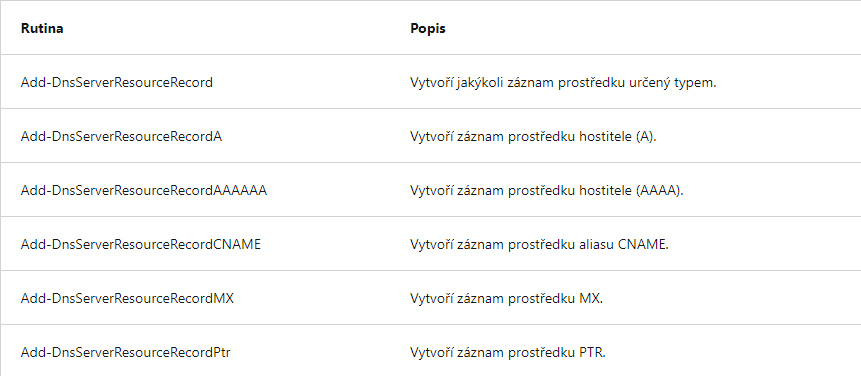 Rutina Popis
Add-DnsServerResourceRecord Vytvoří jakýkoli záznam prostředku určený typem.
Add-DnsServerResourceRecordA Vytvoří záznam prostředku hostitele (A).
Add-DnsServerResourceRecordAAAAAA Vytvoří záznam prostředku hostitele (AAAA).
Add-DnsServerResourceRecordCNAME Vytvoří záznam prostředku aliasu CNAME.
Add-DnsServerResourceRecordMX Vytvoří záznam prostředku MX.
Add-DnsServerResourceRecordPtr Vytvoří záznam prostředku PTR.